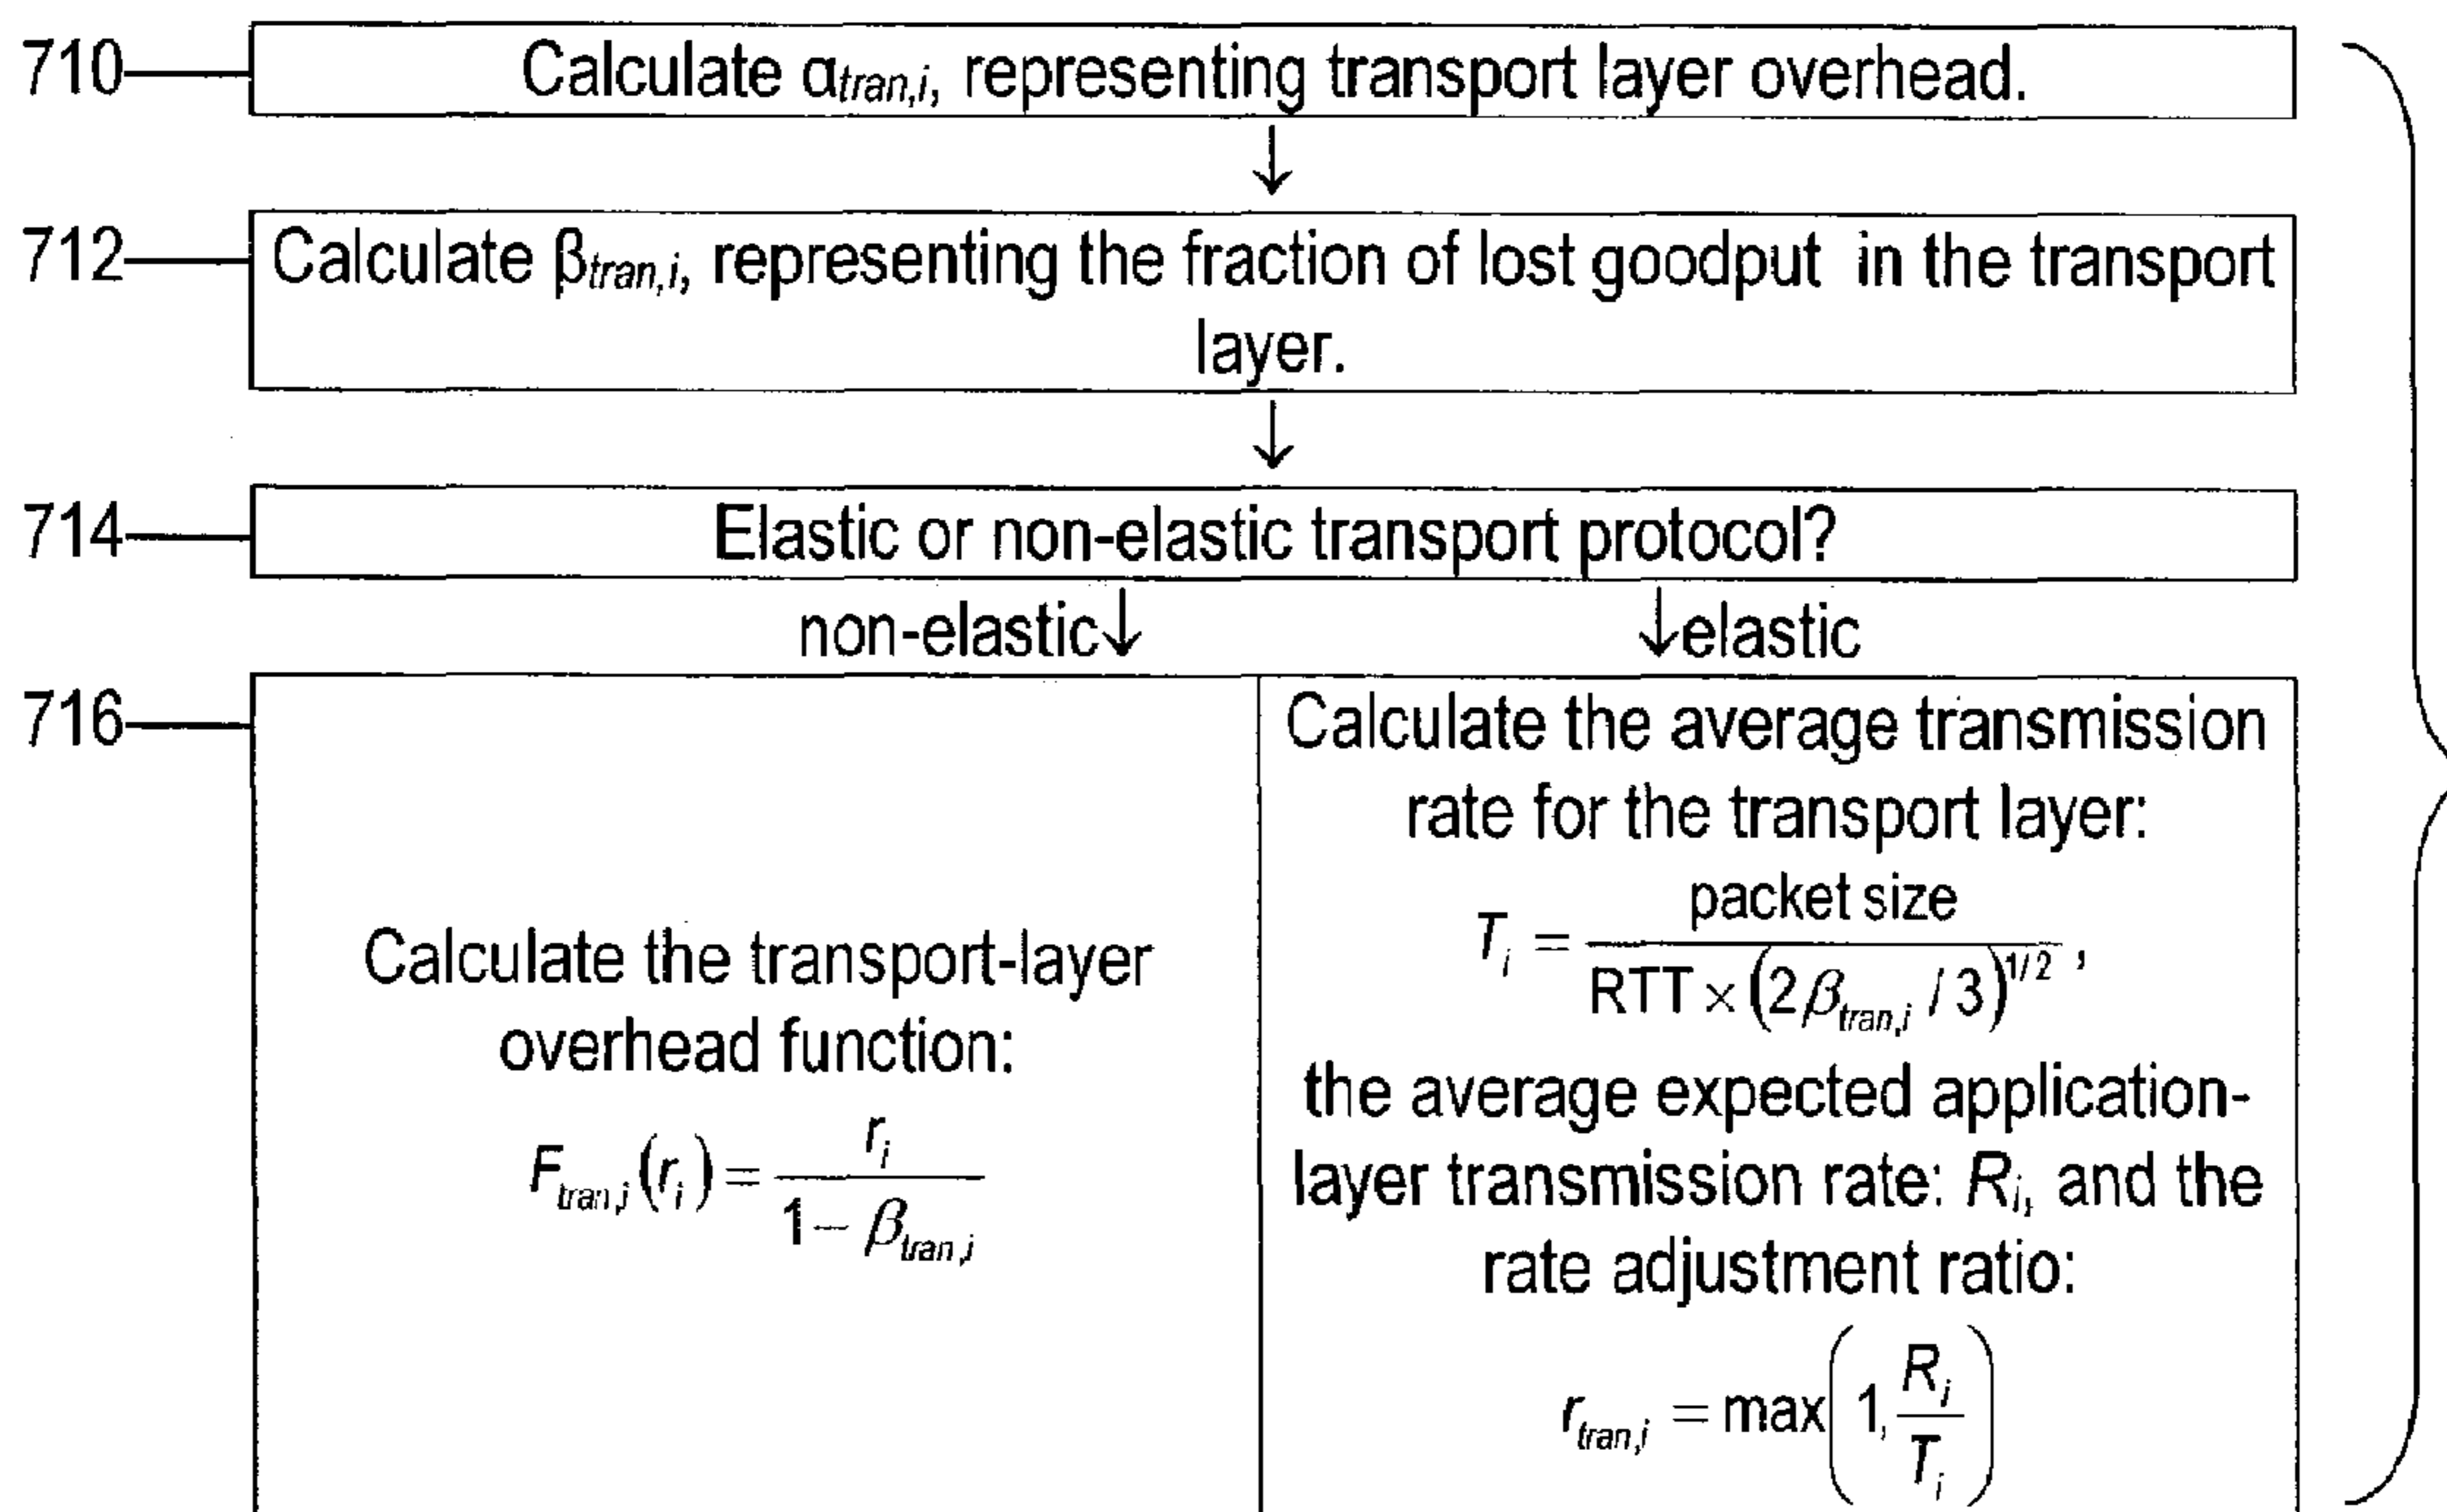 710
Calculate α_tran,i, representing transport layer overhead.
712
Calculate β_tran,i, representing the fraction of lost goodput in the transport
layer.
714
Elastic or non-elastic transport protocol?
non-elastic↓
↓elastic
716
Calculate the transport-layer
overhead function:
F_tran,i(r_i) = r_i / (1 − β_tran,i)
Calculate the average transmission
rate for the transport layer:
T_i = packet size / (RTT × (2β_tran,i / 3)^1/2),
the average expected application-
layer transmission rate: R_i, and the
rate adjustment ratio:
r_tran,i = max(1, R_i / T_i)